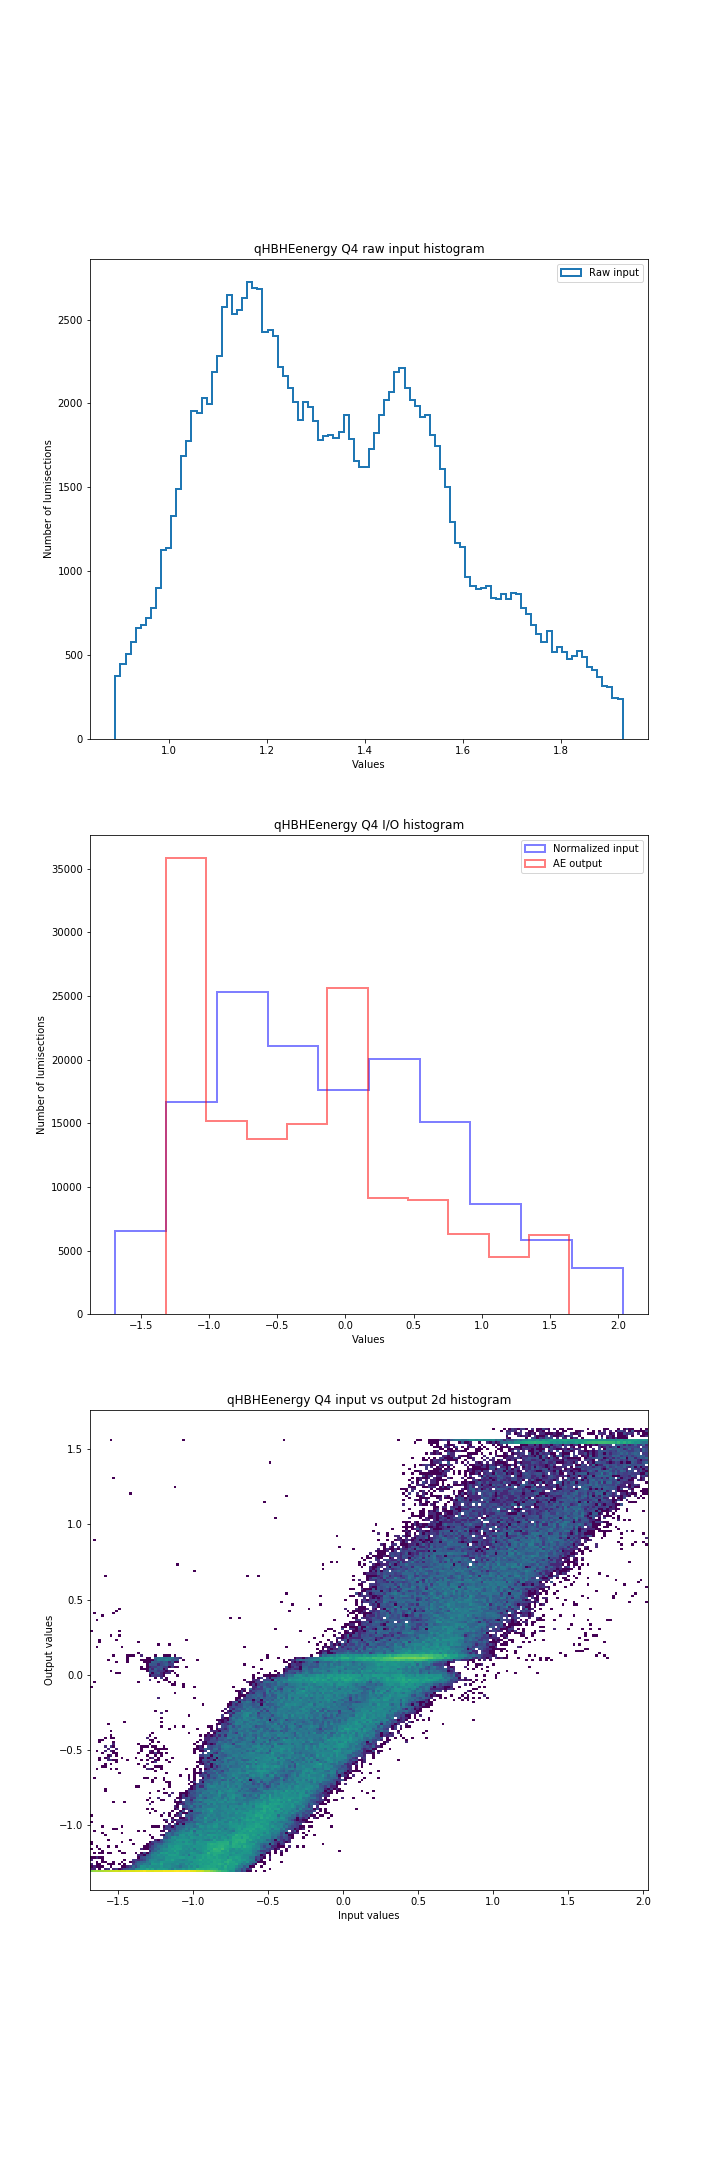 qHBHEenergy Q4 raw input histogram
Raw input
2500
2000
1500
1000
500
0
Number of lumisections
1.0 1.2 1.4 1.6 1.8
Values
qHBHEenergy Q4 I/O histogram
Normalized input
AE output
35000
30000
25000
20000
15000
10000
5000
0
Number of lumisections
−1.5 −1.0 −0.5 0.0 0.5 1.0 1.5 2.0
Values
qHBHEenergy Q4 input vs output 2d histogram
1.5
1.0
0.5
0.0
−0.5
−1.0
Output values
−1.5 −1.0 −0.5 0.0 0.5 1.0 1.5 2.0
Input values